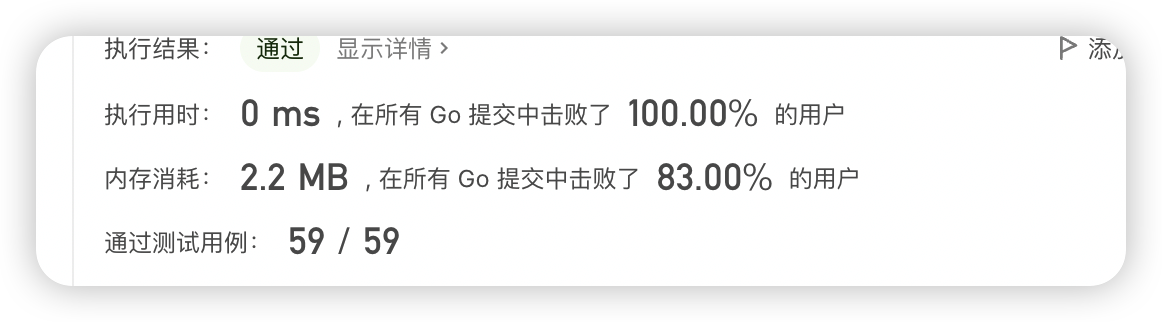 执行结果： 通过 显示详情 >
执行用时： 0 ms , 在所有 Go 提交中击败了 100.00% 的用户
内存消耗： 2.2 MB , 在所有 Go 提交中击败了 83.00% 的用户
通过测试用例： 59 / 59